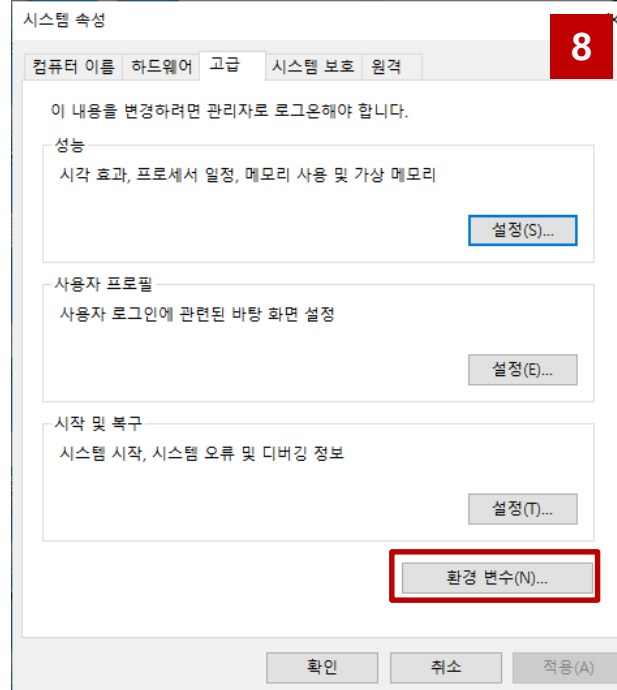 시스템 속성
8
컴퓨터 이름 하드웨어 고급 시스템 보호 원격
이 내용을 변경하려면 관리자로 로그온해야 합니다.
성능
시각 효과, 프로세서 일정, 메모리 사용 및 가상 메모리
설정(S)...
사용자 프로필
사용자 로그인에 관련된 바탕 화면 설정
설정(E)...
시작 및 복구
시스템 시작, 시스템 오류 및 디버깅 정보
설정(T)...
환경 변수(N)...
확인 취소 적용(A)